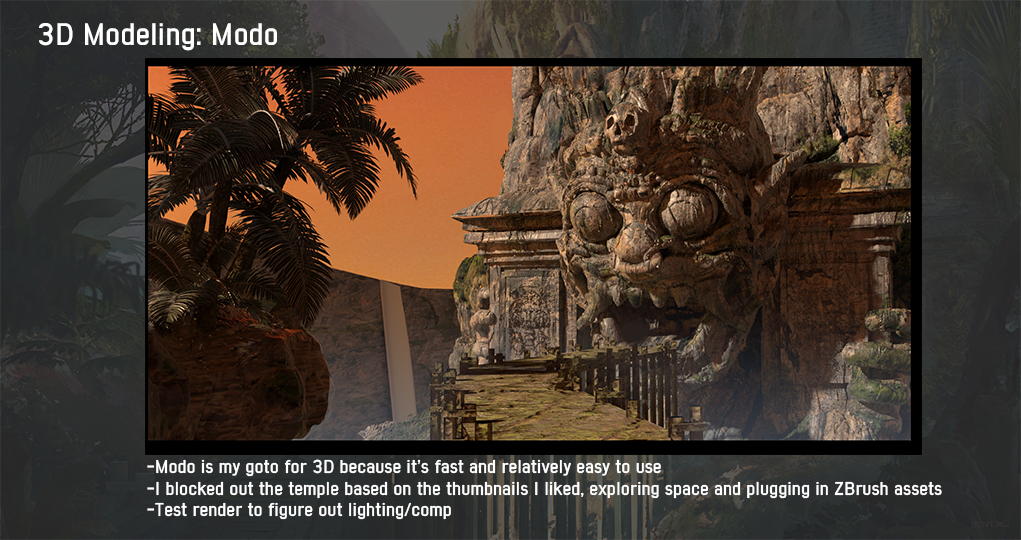 3D Modeling: Modo
-Modo is my goto for 3D because it's fast and relatively easy to use
-I blocked out the temple based on the thumbnails I liked, exploring space and plugging in ZBrush assets
-Test render to figure out lighting/comp